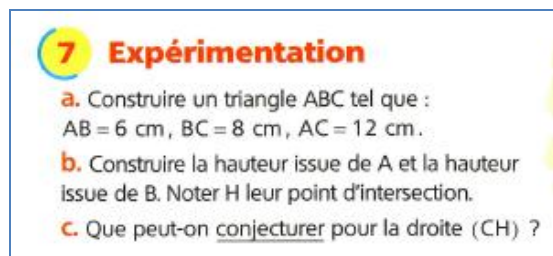 7 Expérimentation
a. Construire un triangle ABC tel que :
AB = 6 cm, BC = 8 cm, AC = 12 cm.
b. Construire la hauteur issue de A et la hauteur
issue de B. Noter H leur point d'intersection.
c. Que peut-on conjecturer pour la droite (CH) ?